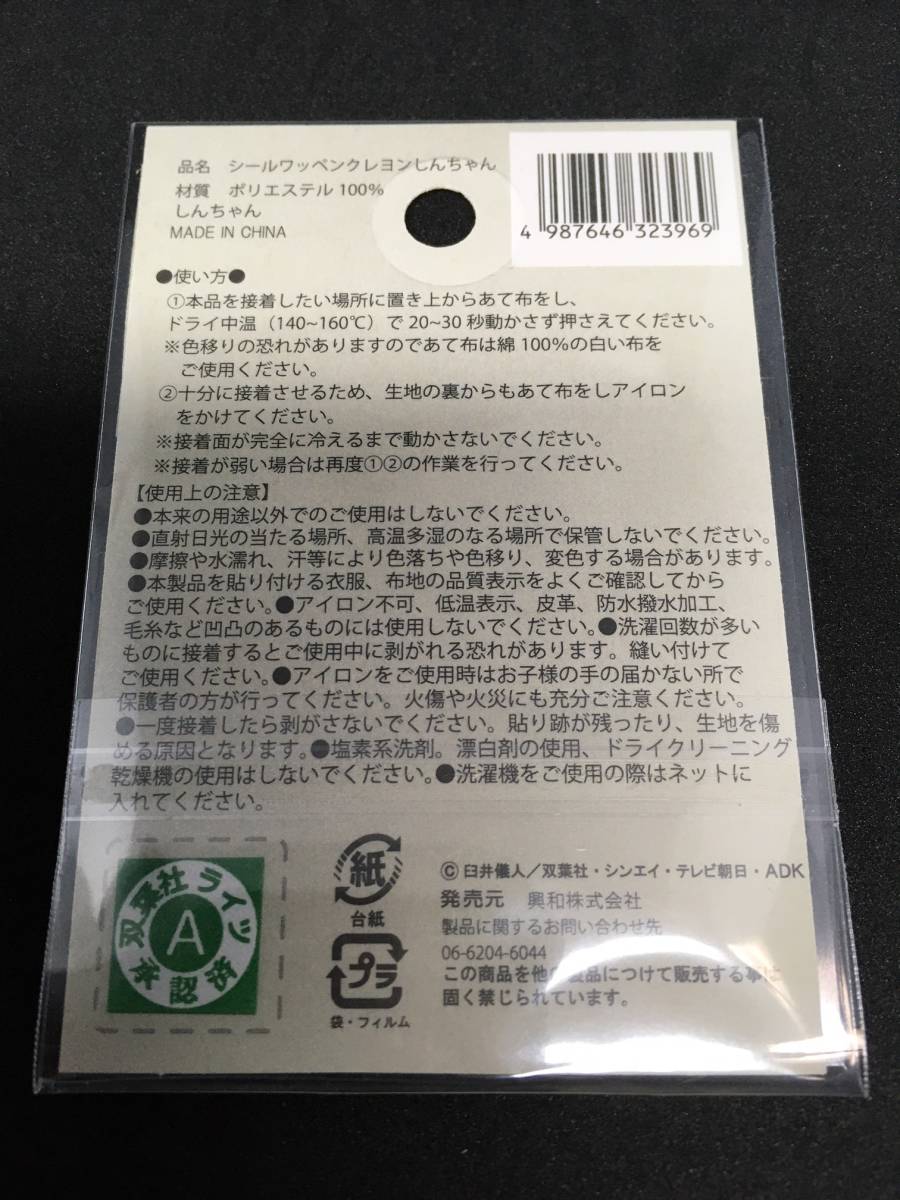 品名 シールワッペンクレヨンしんちゃん
材質 ポリエステル 100%
しんちゃん
MADE IN CHINA
4 987646 323969
●使い方●
①本品を接着したい場所に置き上からあて布をし、
ドライ中温（140~160℃）で 20~30 秒動かさず押さえてください。
※色移りの恐れがありますのであて布は綿 100%の白い布を
ご使用ください。
②十分に接着させるため、生地の裏からもあて布をしアイロン
をかけてください。
※接着面が完全に冷えるまで動かさないでください。
※接着が弱い場合は再度①②の作業を行ってください。
【使用上の注意】
●本来の用途以外でのご使用はしないでください。
●直射日光の当たる場所、高温多湿のなる場所で保管しないでください。
●摩擦や水濡れ、汗等により色落ちや色移り、変色する場合があります。
●本製品を貼り付ける衣服、布地の品質表示をよくご確認してから
ご使用ください。●アイロン不可、低温表示、皮革、防水撥水加工、
毛糸など凹凸のあるものには使用しないでください。●洗濯回数が多い
ものに接着するとご使用中に剥がれる恐れがあります。縫い付けて
ご使用ください。●アイロンをご使用時はお子様の手の届かない所で
保護者の方が行ってください。火傷や火災にも充分ご注意ください。
●一度接着したら剥がさないでください。貼り跡が残ったり、生地を傷
める原因となります。●塩素系洗剤。漂白剤の使用、ドライクリーニング
乾燥機の使用はしないでください。●洗濯機をご使用の際はネットに
入れてください。
双葉社ライツ
A
承認済
紙
台紙
プラ
袋・フィルム
© 臼井儀人／双葉社・シンエイ・テレビ朝日・ADK
発売元 興和株式会社
製品に関するお問い合わせ先
06-6204-6044
この商品を他の製品につけて販売する事は
固く禁じられています。